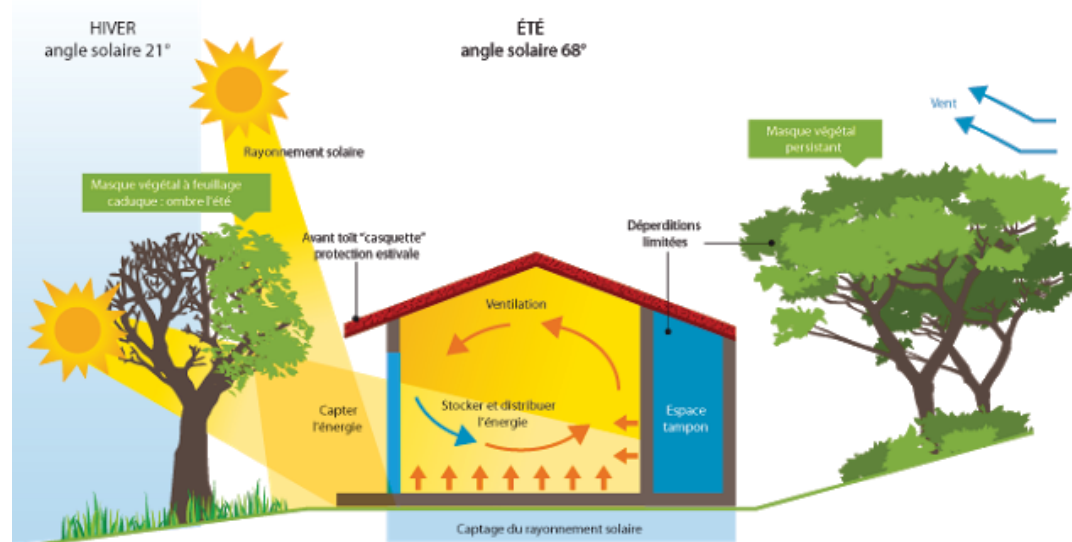 HIVER
angle solaire 21°
ÉTÉ
angle solaire 68°
Rayonnement solaire
Masque végétal à feuillage
caduque : ombre l'été
Avant toît "casquette"
protection estivale
Déperditions
limitées
Masque végétal
persistant
Vent
Ventilation
Capter
l'énergie
Stocker et distribuer
l'énergie
Espace
tampon
Captage du rayonnement solaire